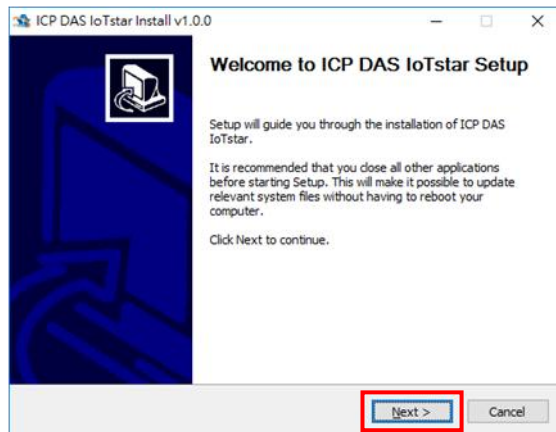 ICP DAS IoTstar Install v1.0.0
Welcome to ICP DAS IoTstar Setup
Setup will guide you through the installation of ICP DAS
IoTstar.
It is recommended that you close all other applications
before starting Setup. This will make it possible to update
relevant system files without having to reboot your
computer.
Click Next to continue.
Next >
Cancel